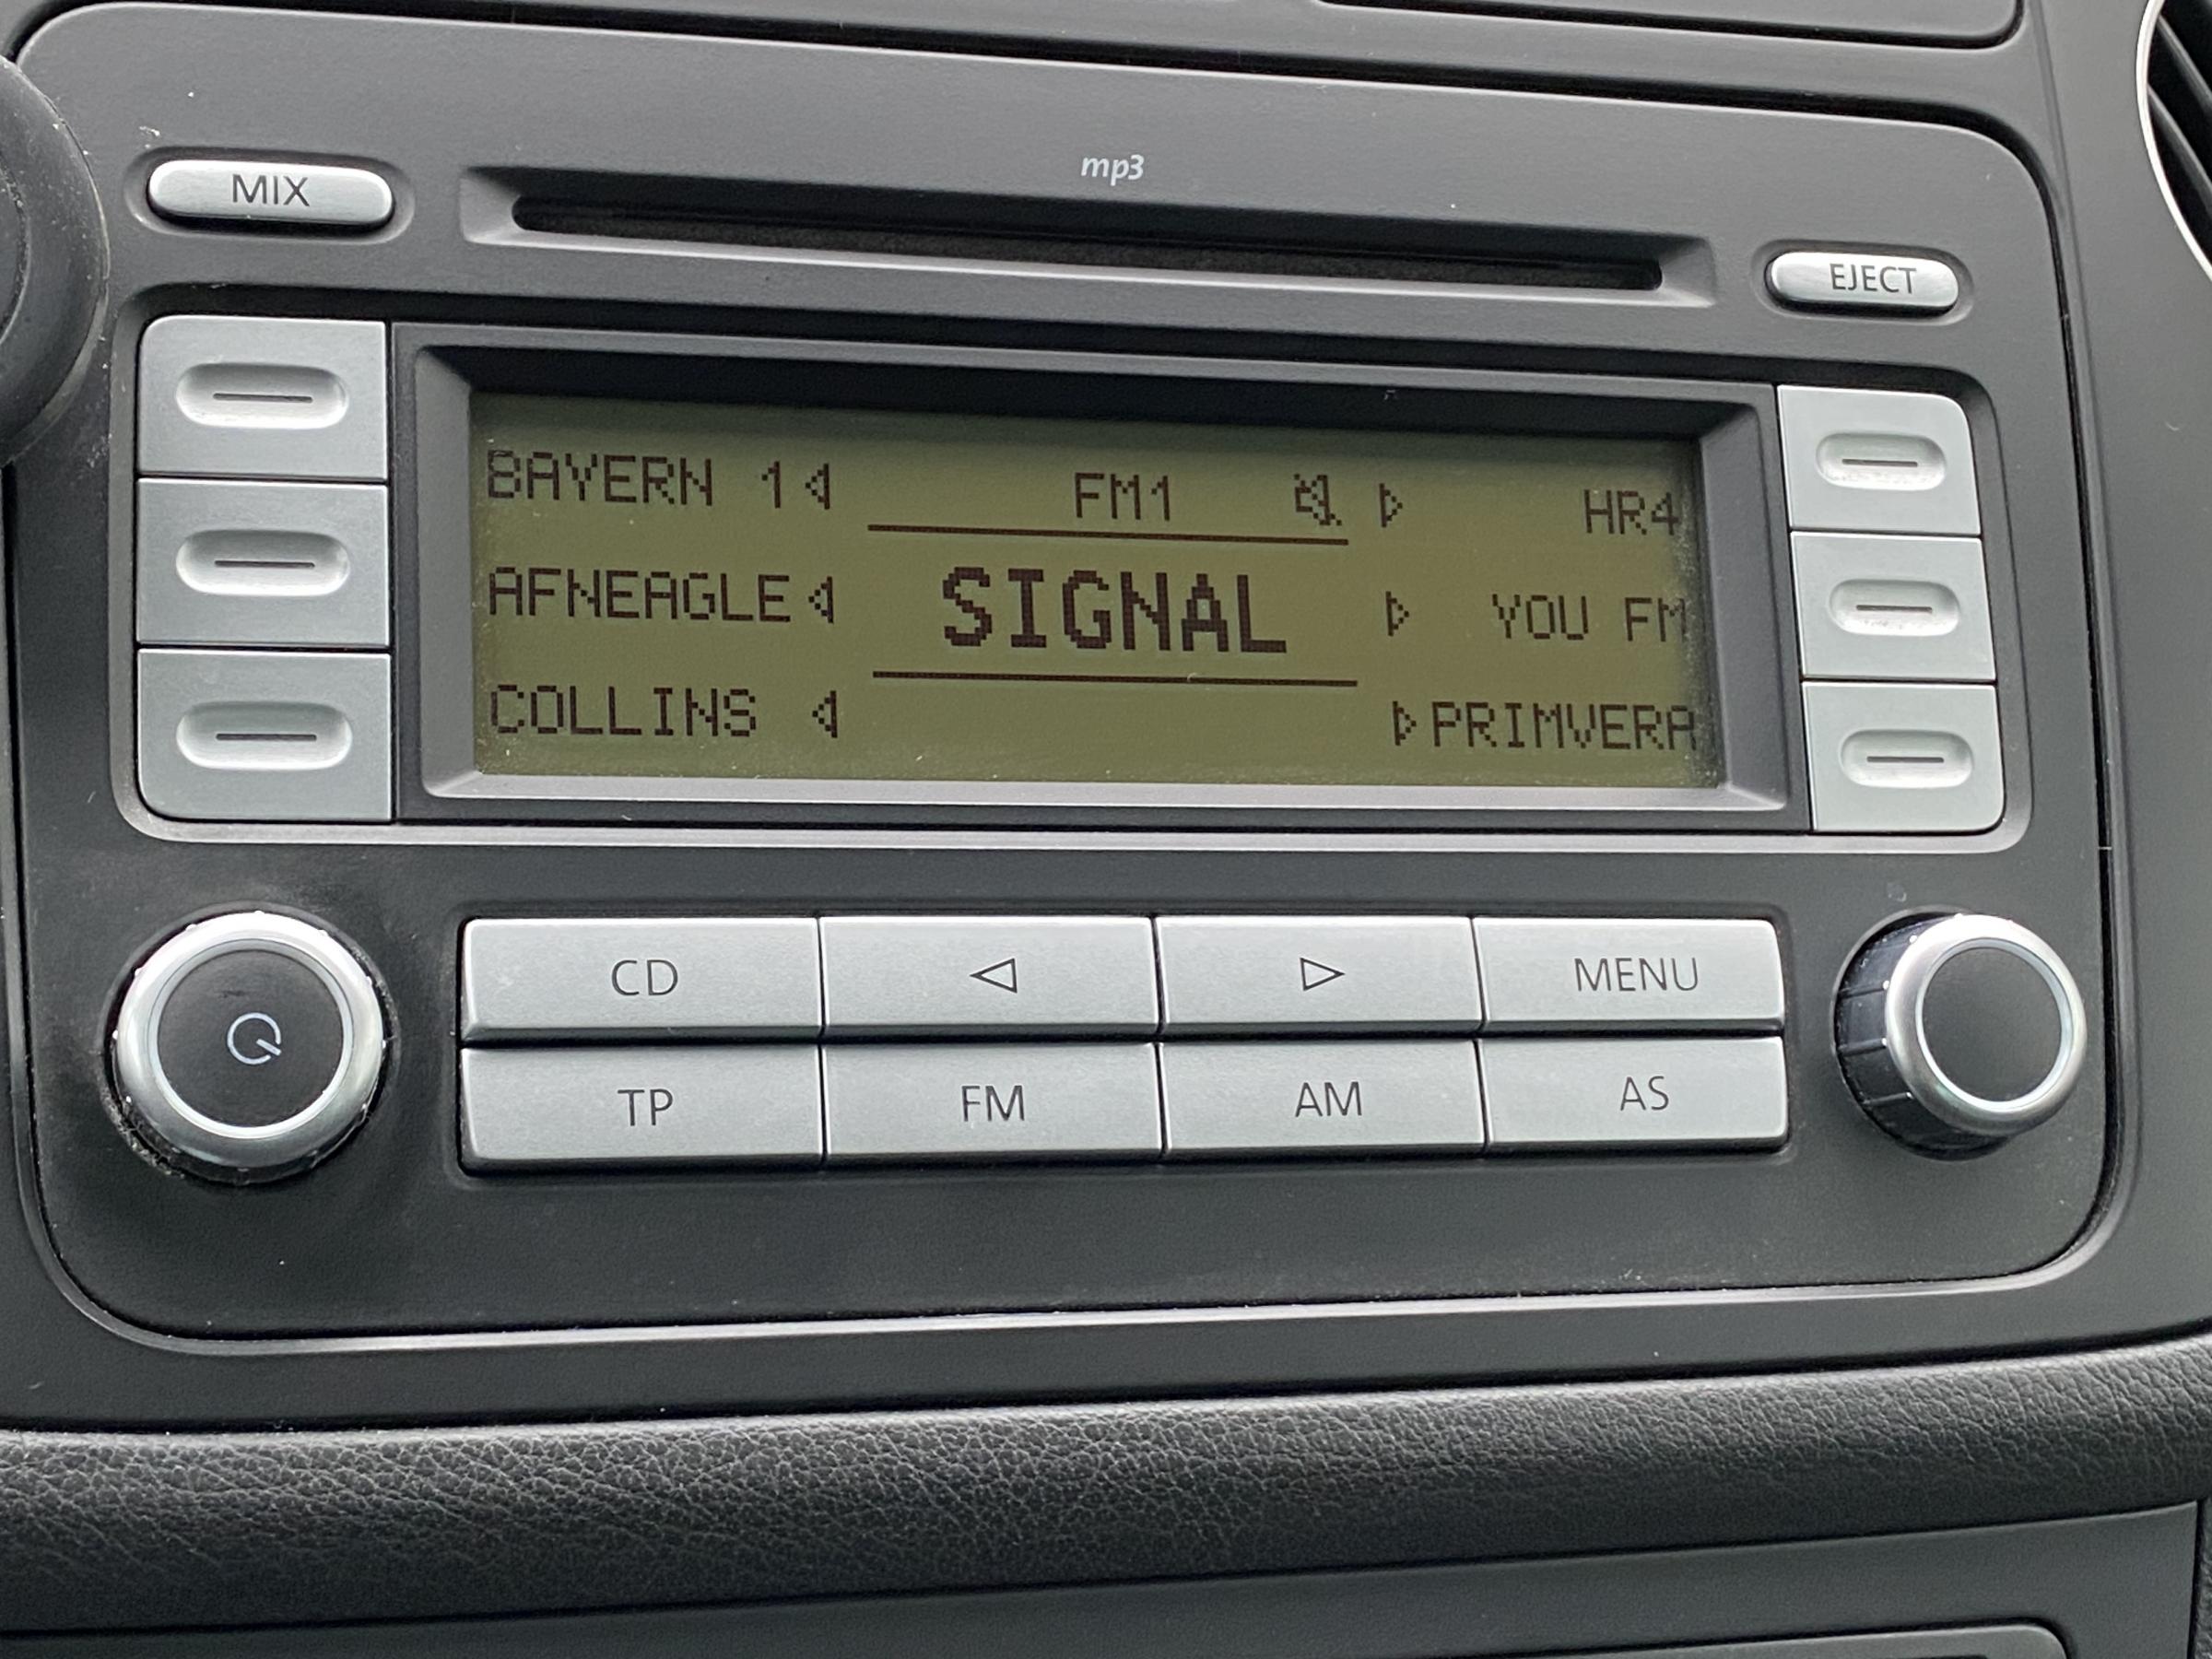 mp3
MIX
EJECT
BAYERN 1 FM1 HR4
AFNEAGLE SIGNAL YOU FM
COLLINS PRIMVERA
CD MENU
TP FM AM AS